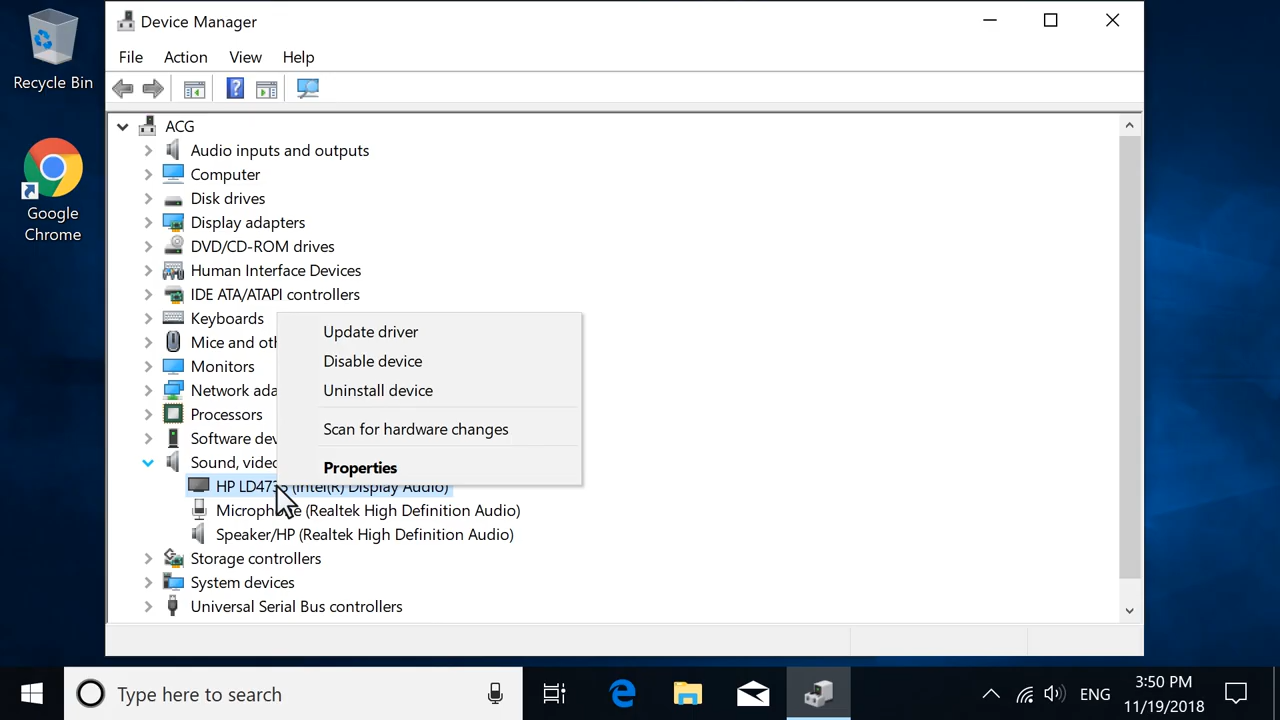 Recycle Bin
Google
Chrome
Device Manager
File Action View Help
ACG
Audio inputs and outputs
Computer
Disk drives
Display adapters
DVD/CD-ROM drives
Human Interface Devices
IDE ATA/ATAPI controllers
Keyboards
Mice and oth
Monitors
Network ada
Processors
Software dev
Sound, video
HP LD4735 (Intel(R) Display Audio)
Microphone (Realtek High Definition Audio)
Speaker/HP (Realtek High Definition Audio)
Storage controllers
System devices
Universal Serial Bus controllers
Update driver
Disable device
Uninstall device
Scan for hardware changes
Properties
Type here to search
ENG
3:50 PM
11/19/2018